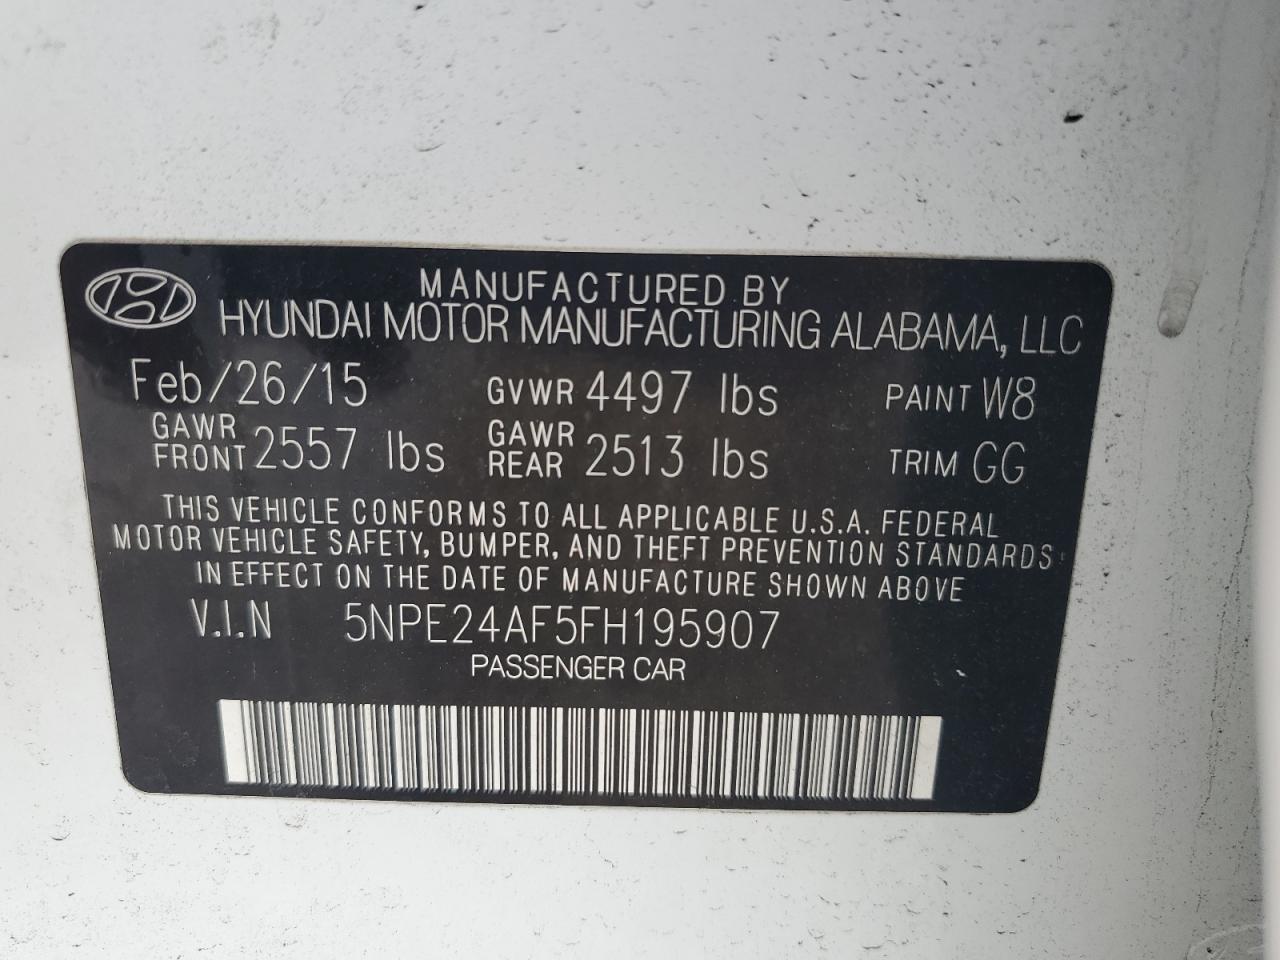 MANUFACTURED BY
HYUNDAI MOTOR MANUFACTURING ALABAMA, LLC
Feb/26/15 GVWR 4497 lbs PAINT W8
GAWR FRONT 2557 lbs GAWR REAR 2513 lbs TRIM GG
THIS VEHICLE CONFORMS TO ALL APPLICABLE U.S.A. FEDERAL
MOTOR VEHICLE SAFETY, BUMPER, AND THEFT PREVENTION STANDARDS
IN EFFECT ON THE DATE OF MANUFACTURE SHOWN ABOVE
V.I.N 5NPE24AF5FH195907
PASSENGER CAR